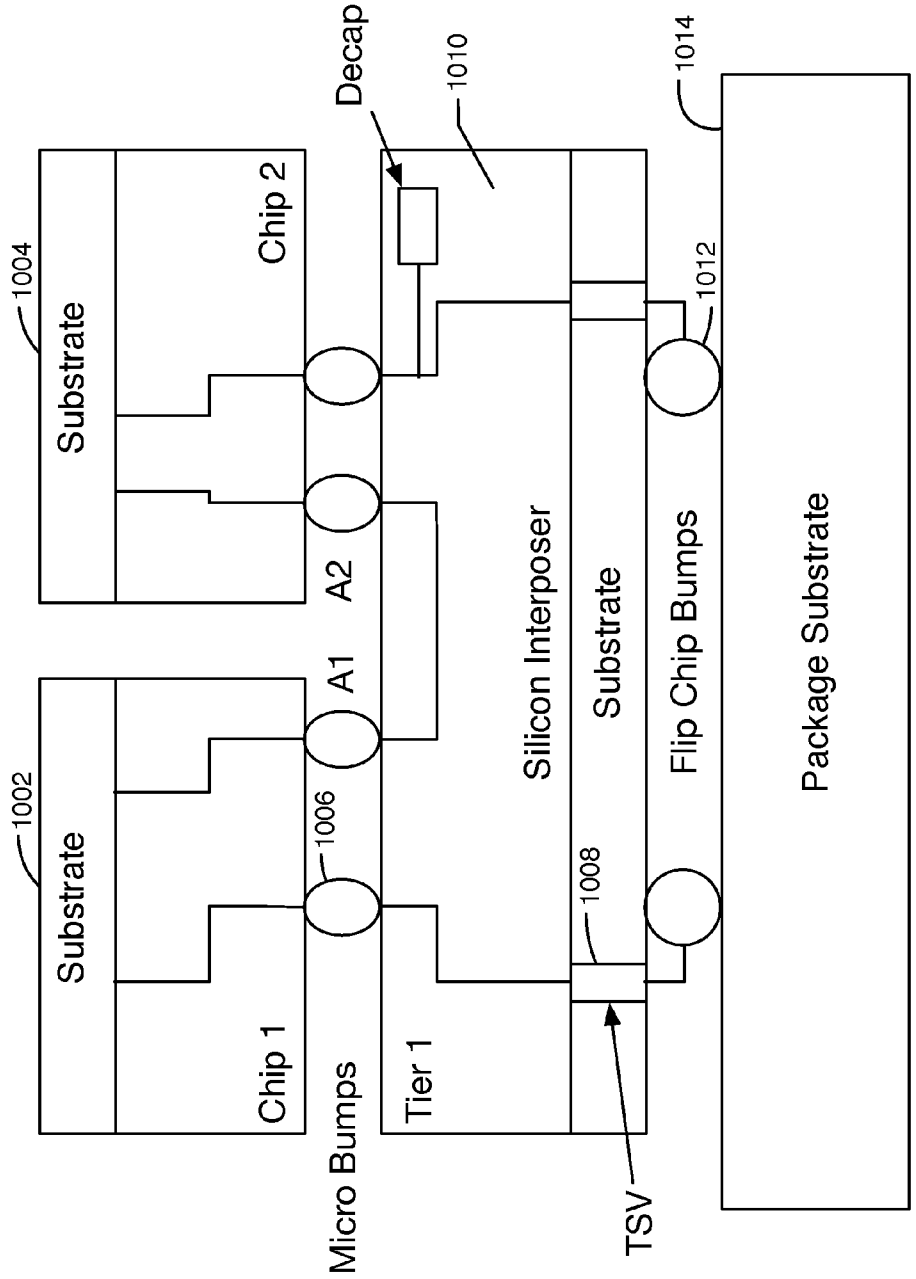 1002
1004
Substrate
Substrate
Chip 1
Chip 2
Micro Bumps
1006
A1
A2
Decap
Tier 1
1010
Silicon Interposer
1008
Substrate
TSV
Flip Chip Bumps
1012
1014
Package Substrate